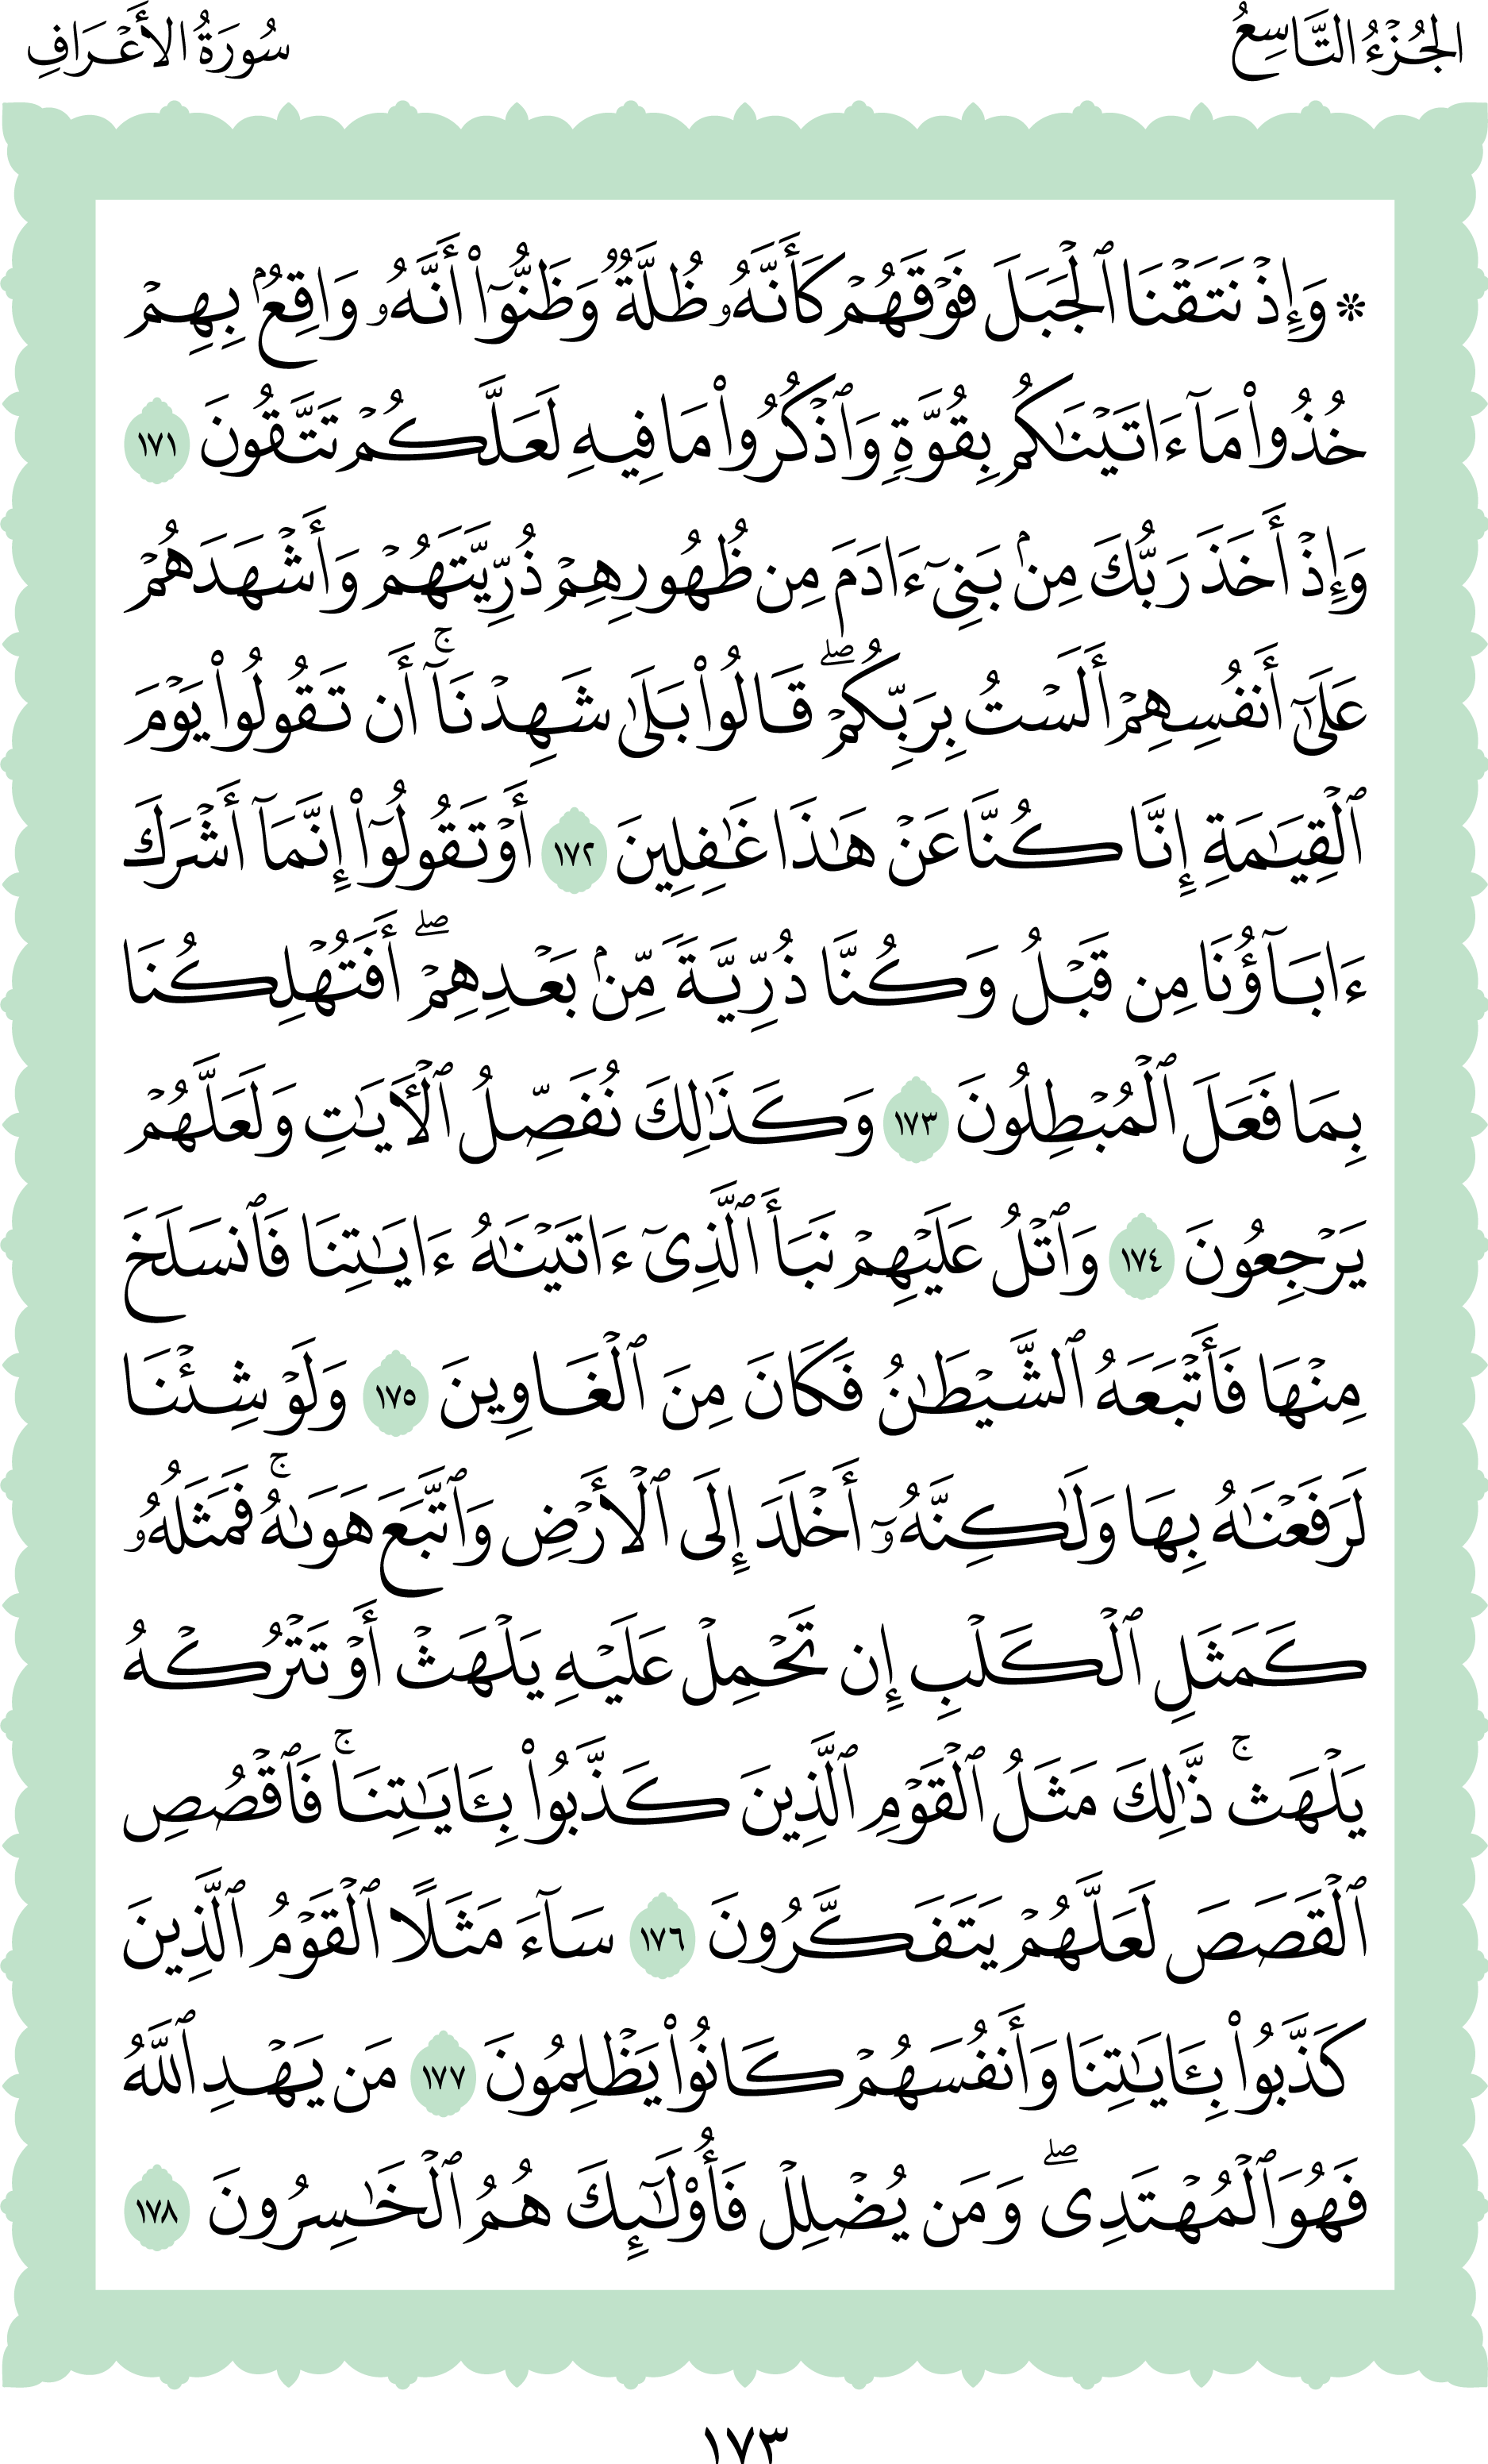 الجُزْءُ التَّاسِعُ
سُورَةُ الأَعْرَافِ
* وَإِذۡ نَتَقۡنَا ٱلۡجَبَلَ فَوۡقَهُمۡ كَأَنَّهُۥ ظُلَّةٞ وَظَنُّوٓاْ أَنَّهُۥ وَاقِعُۢ بِهِمۡ
خُذُواْ مَآ ءَاتَيۡنَٰكُم بِقُوَّةٖ وَٱذۡكُرُواْ مَا فِيهِ لَعَلَّكُمۡ تَتَّقُونَ ١٧١
وَإِذۡ أَخَذَ رَبُّكَ مِنۢ بَنِيٓ ءَادَمَ مِن ظُهُورِهِمۡ ذُرِّيَّتَهُمۡ وَأَشۡهَدَهُمۡ
عَلَىٰٓ أَنفُسِهِمۡ أَلَسۡتُ بِرَبِّكُمۡۖ قَالُواْ بَلَىٰ شَهِدۡنَآۚ أَن تَقُولُواْ يَوۡمَ
ٱلۡقِيَٰمَةِ إِنَّا كُنَّا عَنۡ هَٰذَا غَٰفِلِينَ ١٧٢ أَوۡ تَقُولُوٓاْ إِنَّمَآ أَشۡرَكَ
ءَابَآؤُنَا مِن قَبۡلُ وَكُنَّا ذُرِّيَّةٗ مِّنۢ بَعۡدِهِمۡۖ أَفَتُهۡلِكُنَا
بِمَا فَعَلَ ٱلۡمُبۡطِلُونَ ١٧٣ وَكَذَٰلِكَ نُفَصِّلُ ٱلۡأٓيَٰتِ وَلَعَلَّهُمۡ
يَرۡجِعُونَ ١٧٤ وَٱتۡلُ عَلَيۡهِمۡ نَبَأَ ٱلَّذِيٓ ءَاتَيۡنَٰهُ ءَايَٰتِنَا فَٱنسَلَخَ
مِنۡهَا فَأَتۡبَعَهُ ٱلشَّيۡطَٰنُ فَكَانَ مِنَ ٱلۡغَاوِينَ ١٧٥ وَلَوۡ شِئۡنَا
لَرَفَعۡنَٰهُ بِهَا وَلَٰكِنَّهُۥٓ أَخۡلَدَ إِلَى ٱلۡأَرۡضِ وَٱتَّبَعَ هَوَىٰهُۚ فَمَثَلُهُۥ
كَمَثَلِ ٱلۡكَلۡبِ إِن تَحۡمِلۡ عَلَيۡهِ يَلۡهَثۡ أَوۡ تَتۡرُكۡهُ
يَلۡهَثۚ ذَّٰلِكَ مَثَلُ ٱلۡقَوۡمِ ٱلَّذِينَ كَذَّبُواْ بِـَٔايَٰتِنَاۚ فَٱقۡصُصِ
ٱلۡقَصَصَ لَعَلَّهُمۡ يَتَفَكَّرُونَ ١٧٦ سَآءَ مَثَلًا ٱلۡقَوۡمُ ٱلَّذِينَ
كَذَّبُواْ بِـَٔايَٰتِنَا وَأَنفُسَهُمۡ كَانُواْ يَظۡلِمُونَ ١٧٧ مَن يَهۡدِ ٱللَّهُ
فَهُوَ ٱلۡمُهۡتَدِيۖ وَمَن يُضۡلِلۡ فَأُوْلَٰٓئِكَ هُمُ ٱلۡخَٰسِرُونَ ١٧٨
١٧٣